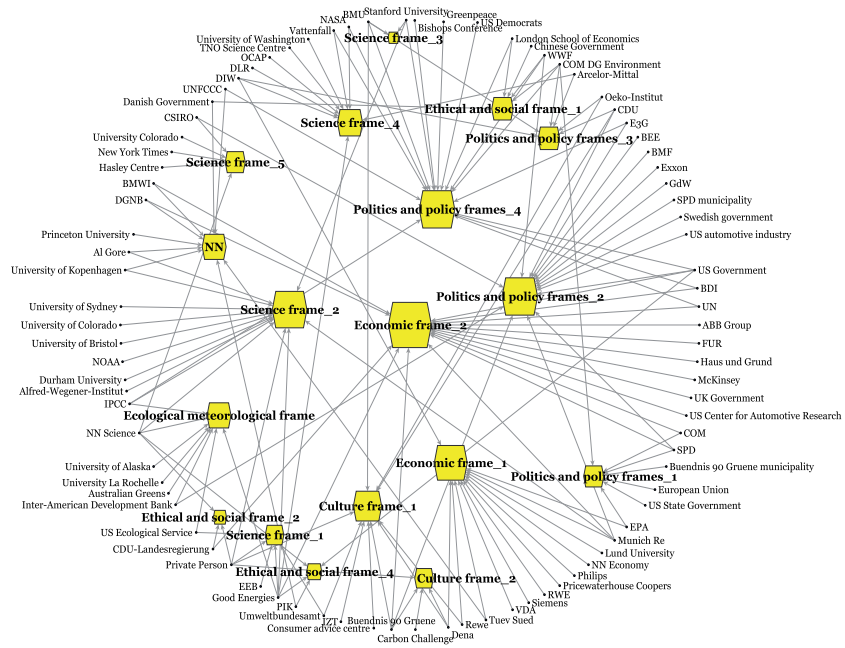 BMU
Stanford University
Greenpeace
NASA
US Democrats
Vattenfall
Bishops Conference
University of Washington
Science frame_3
London School of Economics
TNO Science Centre
Chinese Government
OCAP
WWF
DLR
COM DG Environment
DIW
Arcelor-Mittal
UNFCCC
Oeko-Institut
Danish Government
Ethical and social frame_1
CDU
CSIRO
Science frame_4
E3G
University Colorado
Politics and policy frames_3
BEE
New York Times
BMF
Science frame_5
Hasley Centre
Exxon
BMWI
GdW
DGNB
SPD municipality
Politics and policy frames_4
Swedish government
Princeton University
US automotive industry
NN
Al Gore
University of Kopenhagen
US Government
BDI
Politics and policy frames_2
University of Sydney
UN
Science frame_2
University of Colorado
Economic frame_2
ABB Group
University of Bristol
FUR
NOAA
Haus und Grund
Durham University
McKinsey
Alfred-Wegener-Institut
UK Government
IPCC
Ecological meteorological frame
US Center for Automotive Research
NN Science
COM
SPD
University of Alaska
Economic frame_1
Buendnis 90 Gruene municipality
University La Rochelle
Politics and policy frames_1
Australian Greens
European Union
Inter-American Development Bank
Culture frame_1
US State Government
Ethical and social frame_2
US Ecological Service
Science frame_1
EPA
CDU-Landesregierung
Munich Re
Lund University
Private Person
NN Economy
Ethical and social frame_4
Culture frame_2
Philips
EEB
Pricewaterhouse Coopers
Good Energies
RWE
PIK
Siemens
Umweltbundesamt
VDA
IZT
Buendnis 90 Gruene
Tuev Sued
Consumer advice centre
Rewe
Carbon Challenge
Dena